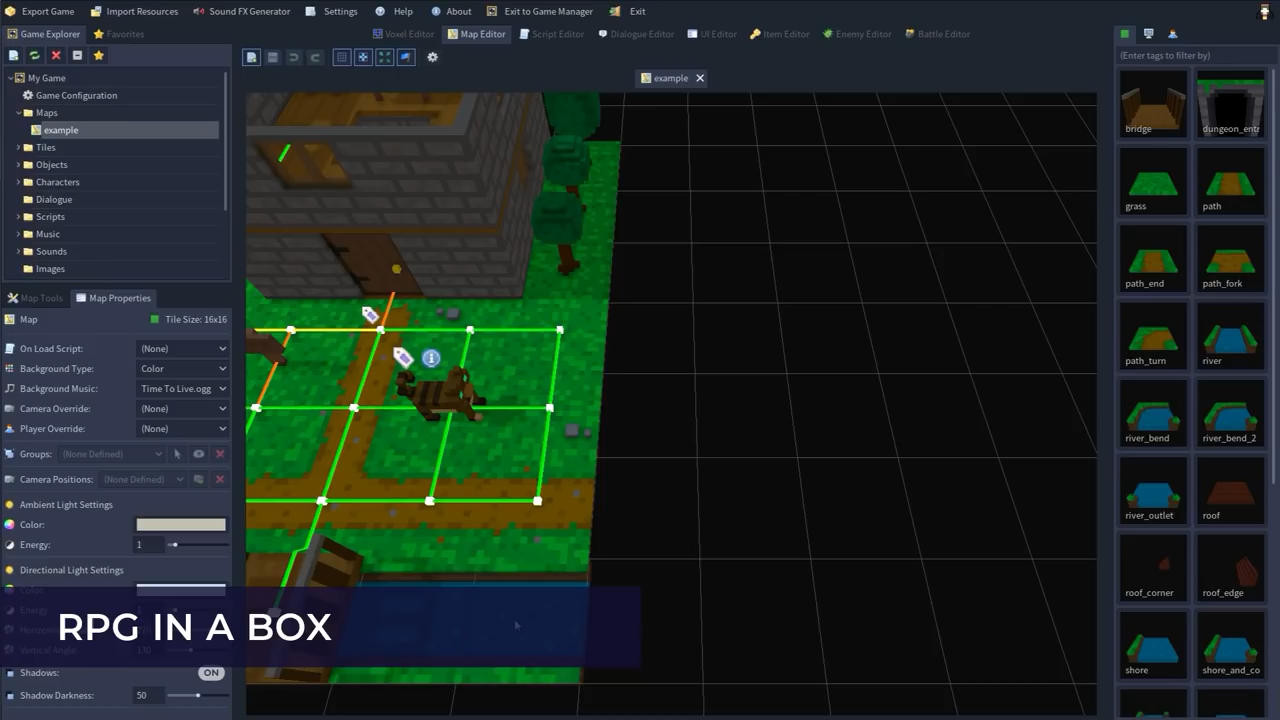 Export Game Import Resources Sound FX Generator Settings Help About Exit to Game Manager Exit
Game Explorer Favorites Voxel Editor Map Editor Script Editor Dialogue Editor UI Editor Item Editor Enemy Editor Battle Editor
(Enter tags to filter by)
example
My Game
Game Configuration
Maps
example
Tiles
Objects
Characters
Dialogue
Scripts
Music
Sounds
Images
Map Tools Map Properties
Map Tile Size: 16x16
On Load Script: (None)
Background Type: Color
Background Music: Time To Live.ogg
Camera Override: (None)
Player Override: (None)
Groups: (None Defined)
Camera Positions: (None Defined)
Ambient Light Settings
Color:
Energy: 1
Directional Light Settings
Color:
Energy
Vertical Angle: 130
Shadows: ON
Shadow Darkness: 50
RPG IN A BOX
bridge dungeon_entr
grass path
path_end path_fork
path_turn river
river_bend river_bend_2
river_outlet roof
roof_corner roof_edge
shore shore_and_co